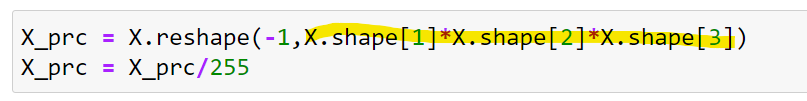 X_prc = X.reshape(-1,X.shape[1]*X.shape[2]*X.shape[3])
X_prc = X_prc/255